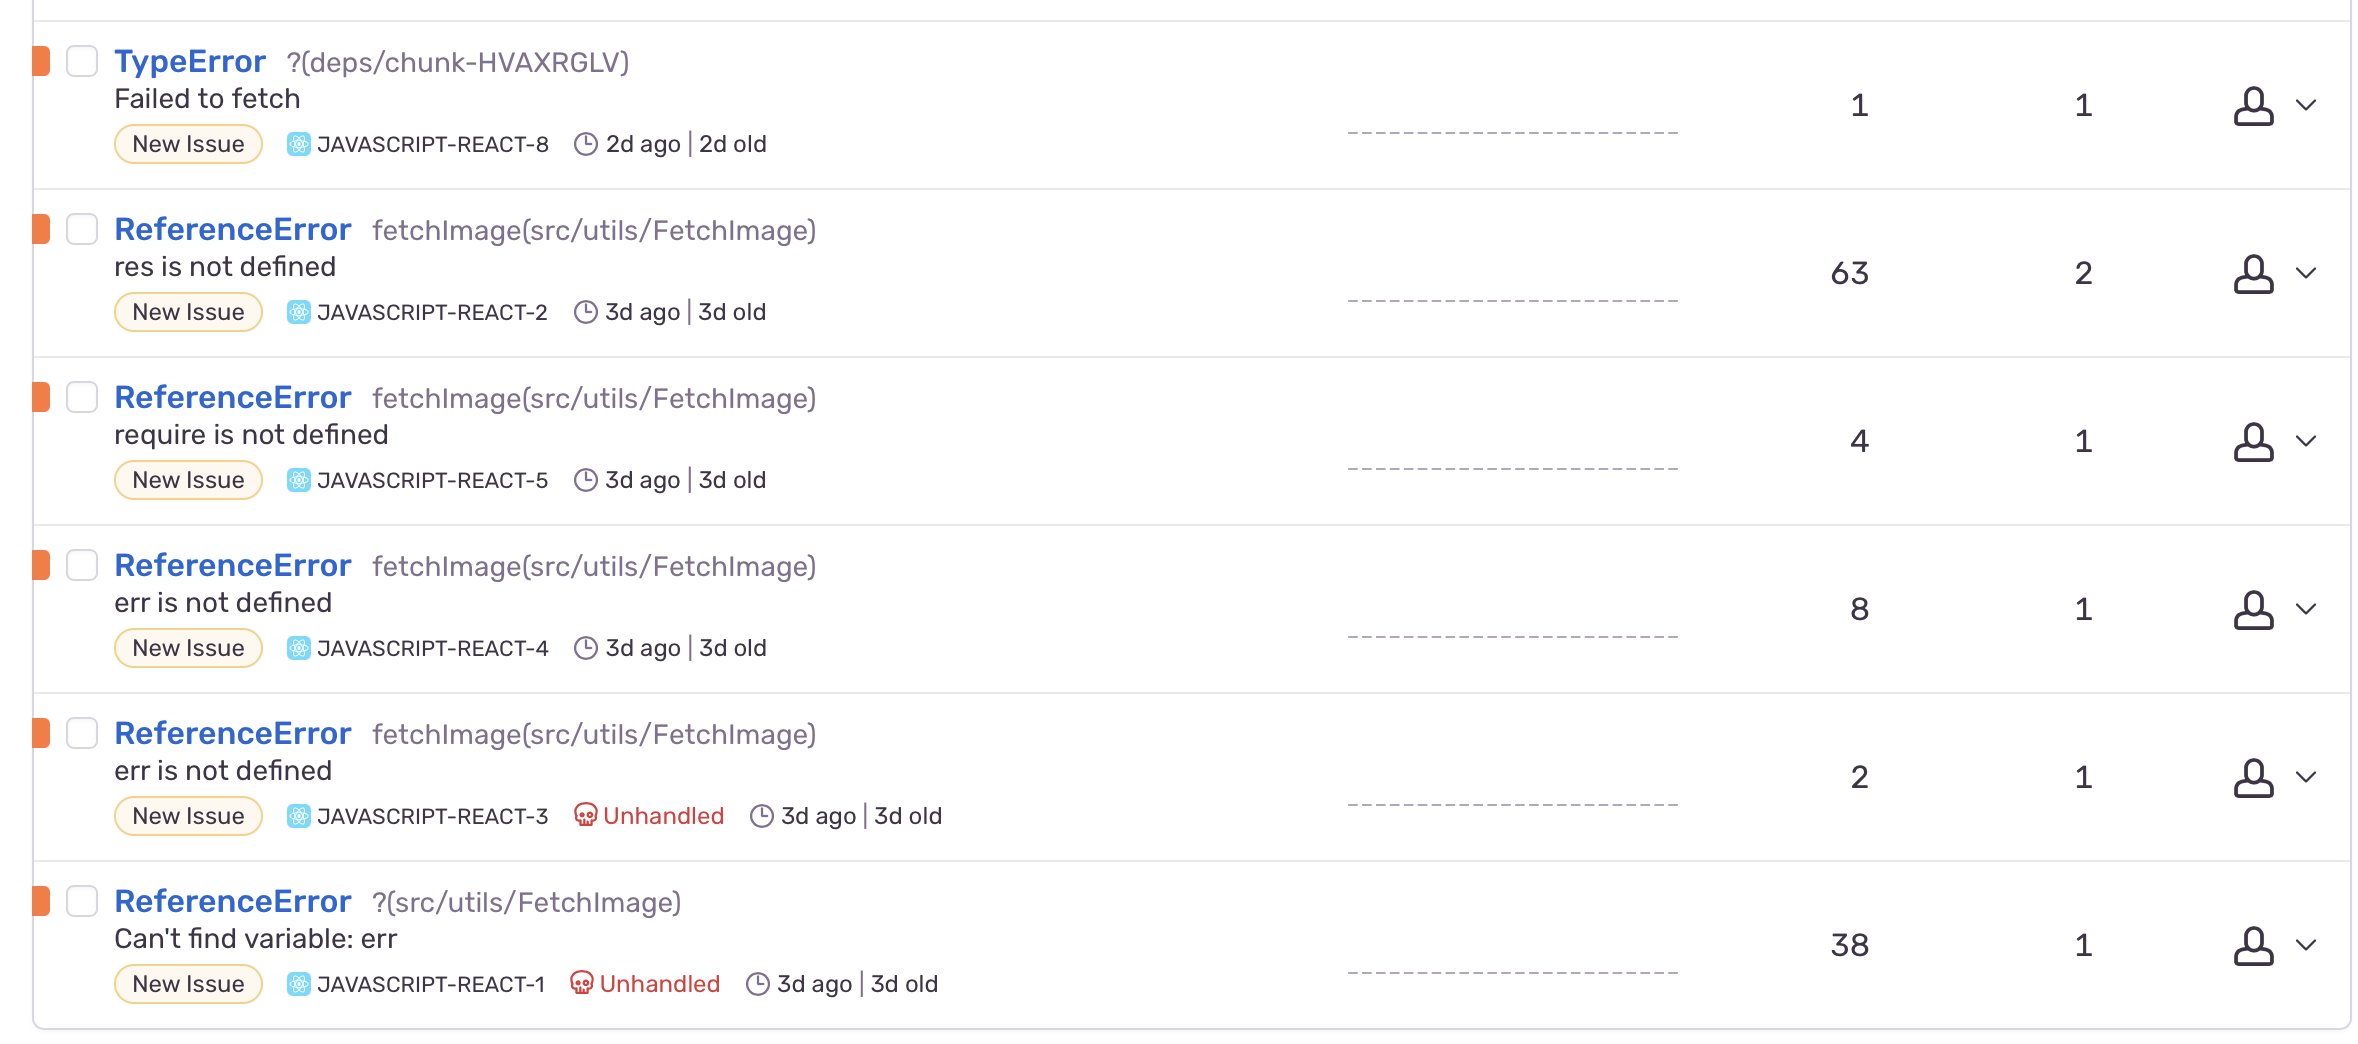 TypeError ?(deps/chunk-HVAXRGLV)
Failed to fetch
New Issue JAVASCRIPT-REACT-8 2d ago | 2d old
1 1
ReferenceError fetchImage(src/utils/FetchImage)
res is not defined
New Issue JAVASCRIPT-REACT-2 3d ago | 3d old
63 2
ReferenceError fetchImage(src/utils/FetchImage)
require is not defined
New Issue JAVASCRIPT-REACT-5 3d ago | 3d old
4 1
ReferenceError fetchImage(src/utils/FetchImage)
err is not defined
New Issue JAVASCRIPT-REACT-4 3d ago | 3d old
8 1
ReferenceError fetchImage(src/utils/FetchImage)
err is not defined
New Issue JAVASCRIPT-REACT-3 Unhandled 3d ago | 3d old
2 1
ReferenceError ?(src/utils/FetchImage)
Can't find variable: err
New Issue JAVASCRIPT-REACT-1 Unhandled 3d ago | 3d old
38 1